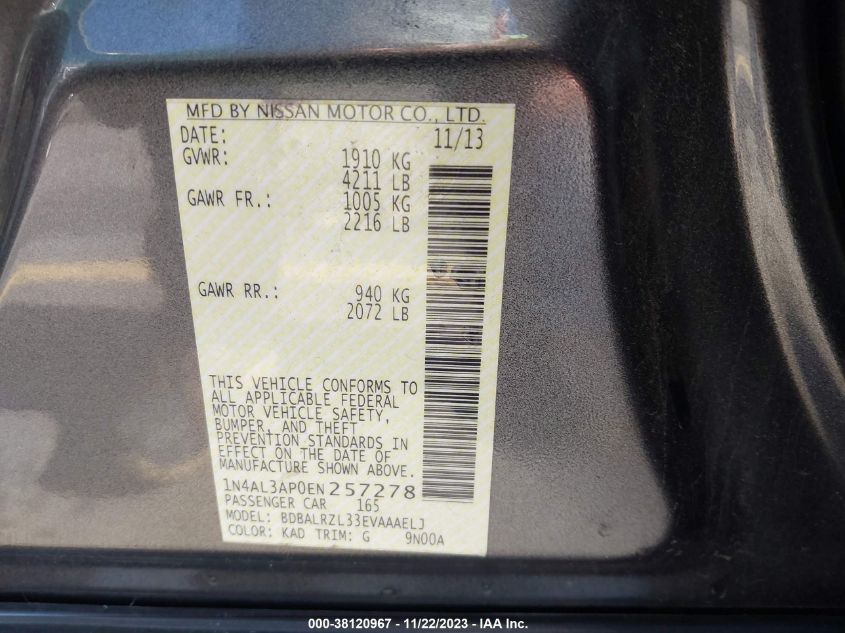 MFD BY NISSAN MOTOR CO., LTD.
DATE: 11/13
GVWR: 1910 KG
4211 LB
GAWR FR.: 1005 KG
2216 LB
GAWR RR.: 940 KG
2072 LB
THIS VEHICLE CONFORMS TO
ALL APPLICABLE FEDERAL
MOTOR VEHICLE SAFETY,
BUMPER, AND THEFT
PREVENTION STANDARDS IN
EFFECT ON THE DATE OF
MANUFACTURE SHOWN ABOVE.
1N4AL3AP0EN257278
PASSENGER CAR 165
MODEL: BDBALRZL33EVAAAELJ
COLOR: KAD TRIM: G 9N00A
000-38120967 - 11/22/2023 - IAA Inc.